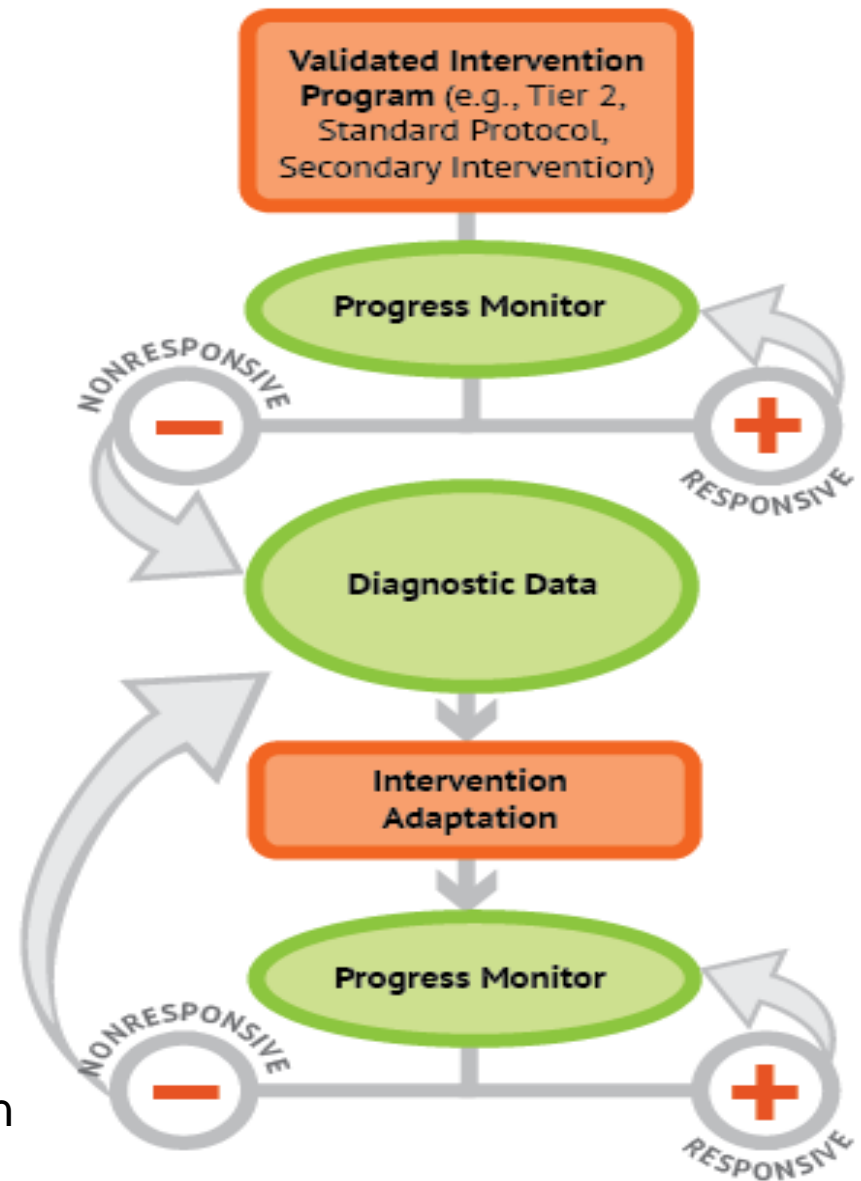 Validated Intervention
Program (e.g., Tier 2,
Standard Protocol,
Secondary Intervention)
Progress Monitor
NONRESPONSIVE
RESPONSIVE
Diagnostic Data
Intervention
Adaptation
Progress Monitor
NONRESPONSIVE
n
RESPONSIVE